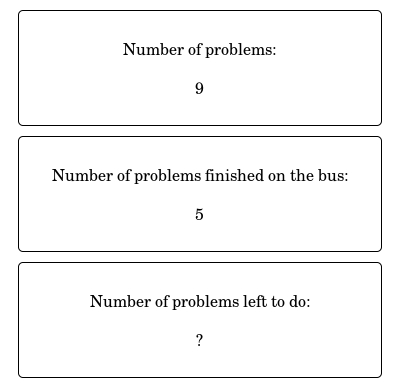 Number of problems:
9
Number of problems finished on the bus:
5
Number of problems left to do:
?